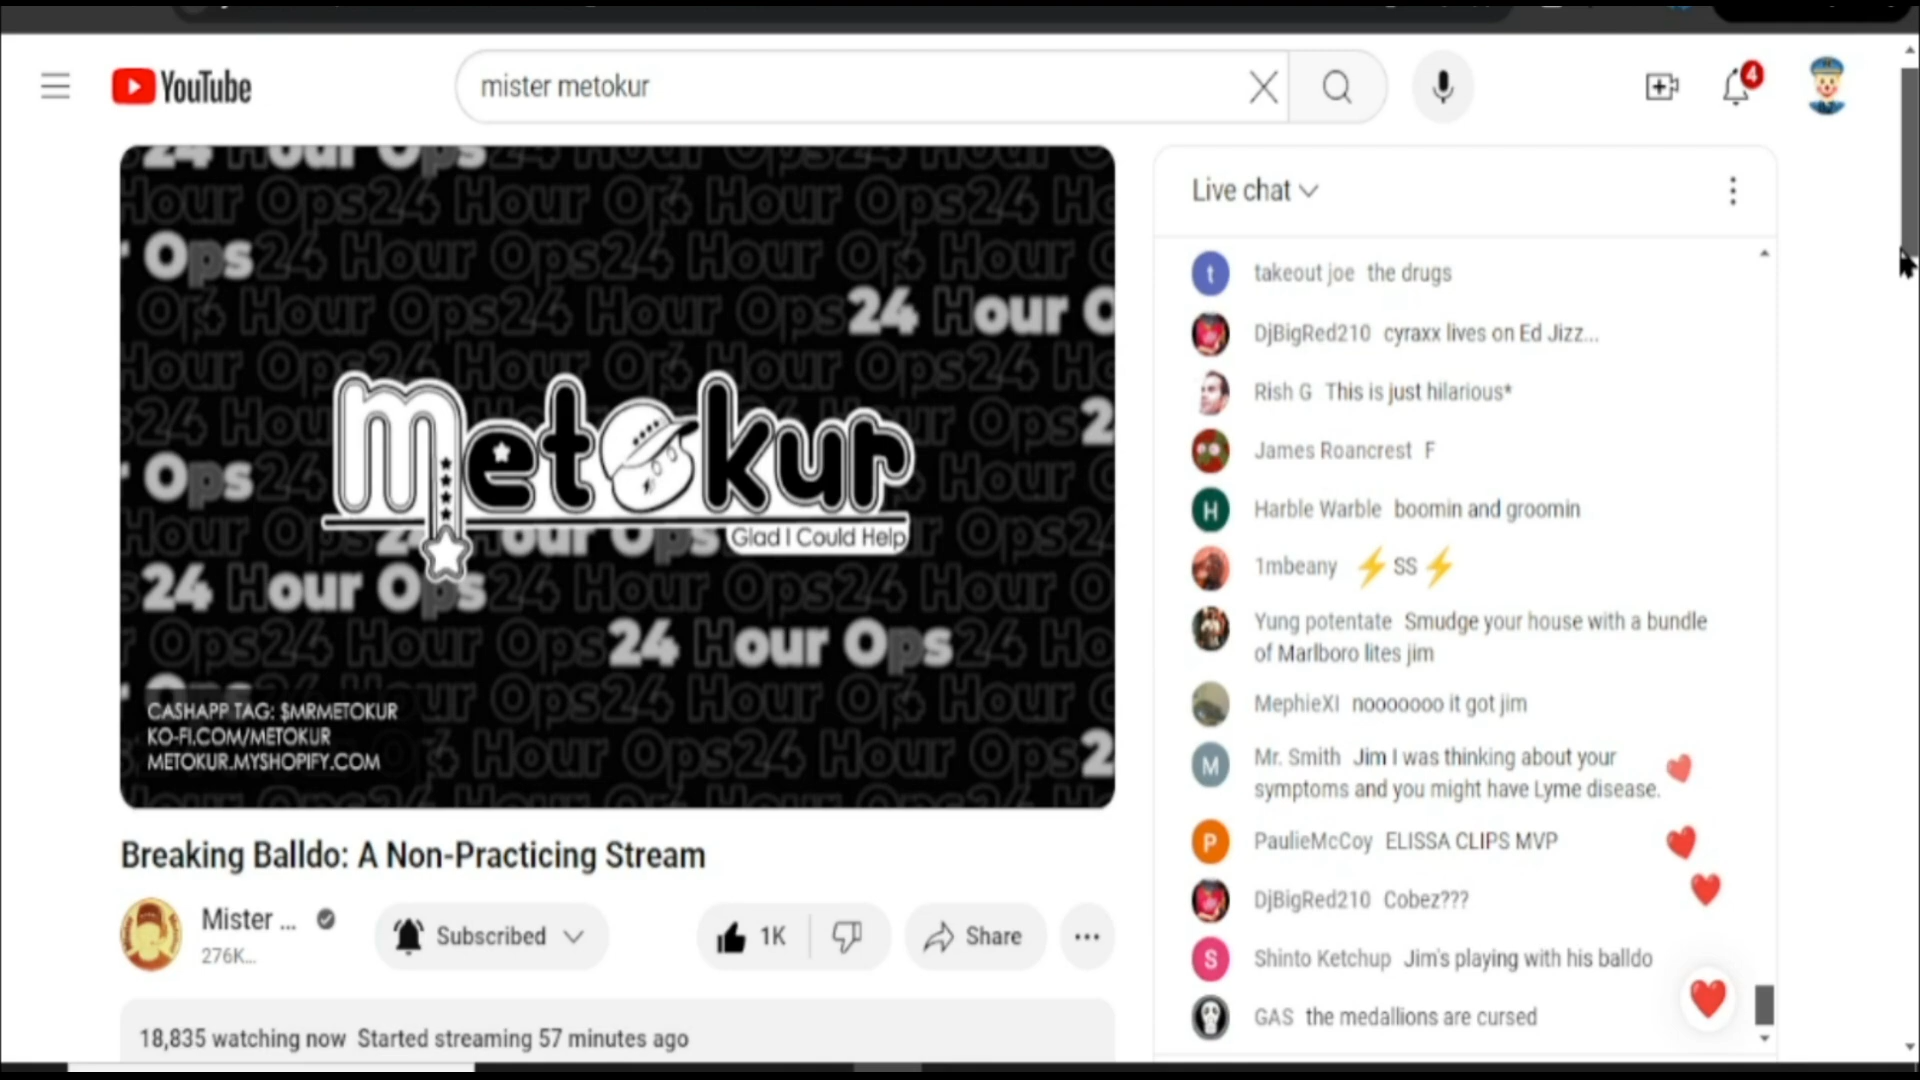 YouTube
mister metokur
4
24 Hour Ops
Metokur
Glad I Could Help
CASHAPP TAG: $MRMETOKUR
KO-FI.COM/METOKUR
METOKUR.MYSHOPIFY.COM
Breaking Balldo: A Non-Practicing Stream
Mister ...
276K...
Subscribed
1K
Share
18,835 watching now Started streaming 57 minutes ago
Live chat
t takeout joe the drugs
DjBigRed210 cyraxx lives on Ed Jizz...
Rish G This is just hilarious*
James Roancrest F
H Harble Warble boomin and groomin
1mbeany ⚡ SS ⚡
Yung potentate Smudge your house with a bundle
of Marlboro lites jim
MephieXI nooooooo it got jim
M Mr. Smith Jim I was thinking about your
symptoms and you might have Lyme disease.
P PaulieMcCoy ELISSA CLIPS MVP
DjBigRed210 Cobez???
S Shinto Ketchup Jim's playing with his balldo
GAS the medallions are cursed